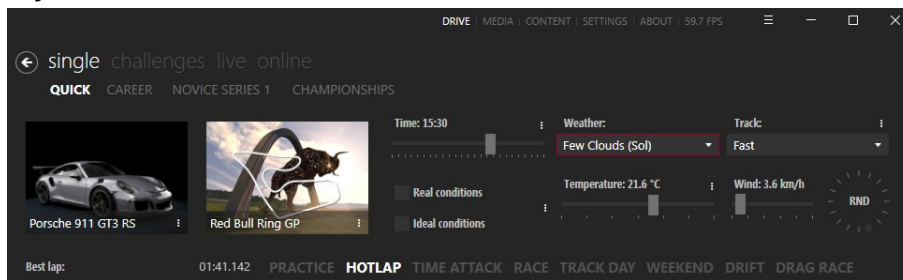 DRIVE | MEDIA | CONTENT | SETTINGS | ABOUT | 59.7 FPS
single challenges live online
QUICK CAREER NOVICE SERIES 1 CHAMPIONSHIPS
Time: 15:30 Weather: Track:
Few Clouds (Sol) Fast
Real conditions Temperature: 21.6 °C Wind: 3.6 km/h
RND
Porsche 911 GT3 RS Red Bull Ring GP Ideal conditions
Best lap: 01:41.142 PRACTICE HOTLAP TIME ATTACK RACE TRACK DAY WEEKEND DRIFT DRAG RACE